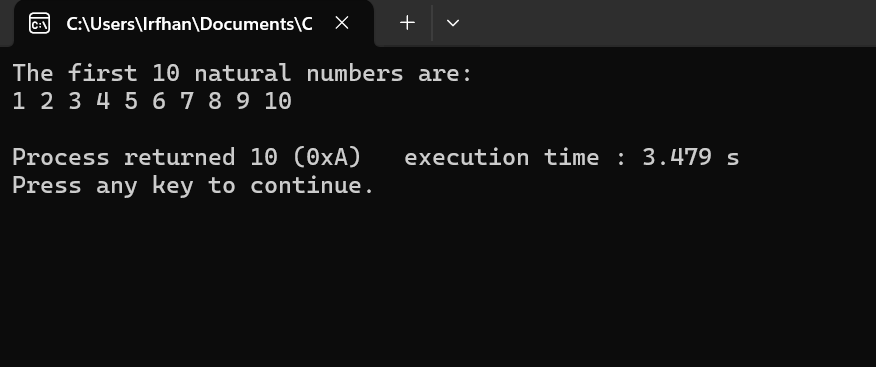 C:\Users\Irfhan\Documents\C
The first 10 natural numbers are:
1 2 3 4 5 6 7 8 9 10
Process returned 10 (0xA)   execution time : 3.479 s
Press any key to continue.